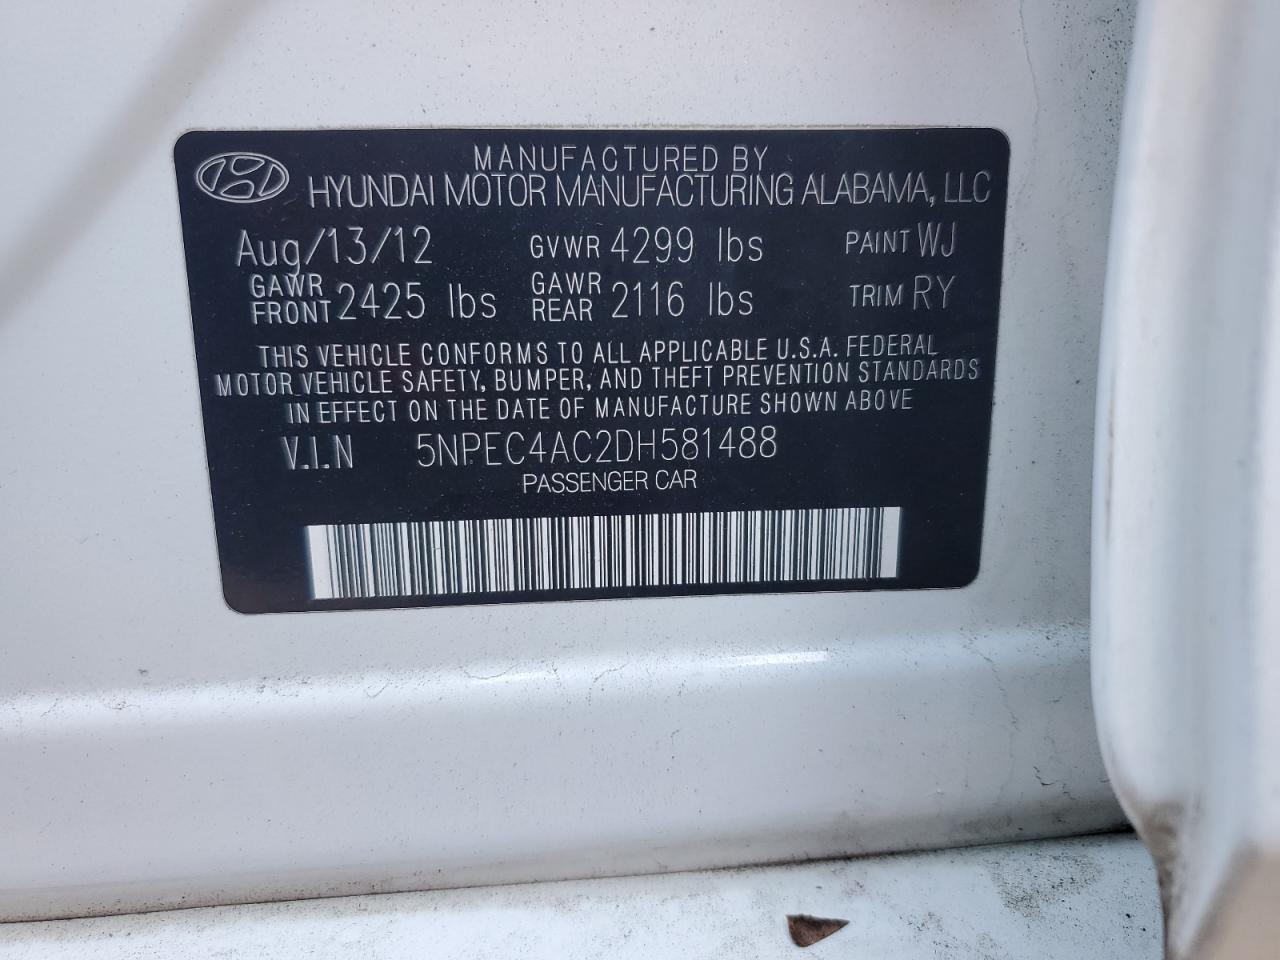 MANUFACTURED BY
HYUNDAI MOTOR MANUFACTURING ALABAMA, LLC
Aug/13/12 GVWR 4299 lbs PAINT WJ
GAWR FRONT 2425 lbs GAWR REAR 2116 lbs TRIM RY
THIS VEHICLE CONFORMS TO ALL APPLICABLE U.S.A. FEDERAL
MOTOR VEHICLE SAFETY, BUMPER, AND THEFT PREVENTION STANDARDS
IN EFFECT ON THE DATE OF MANUFACTURE SHOWN ABOVE
V.I.N 5NPEC4AC2DH581488
PASSENGER CAR